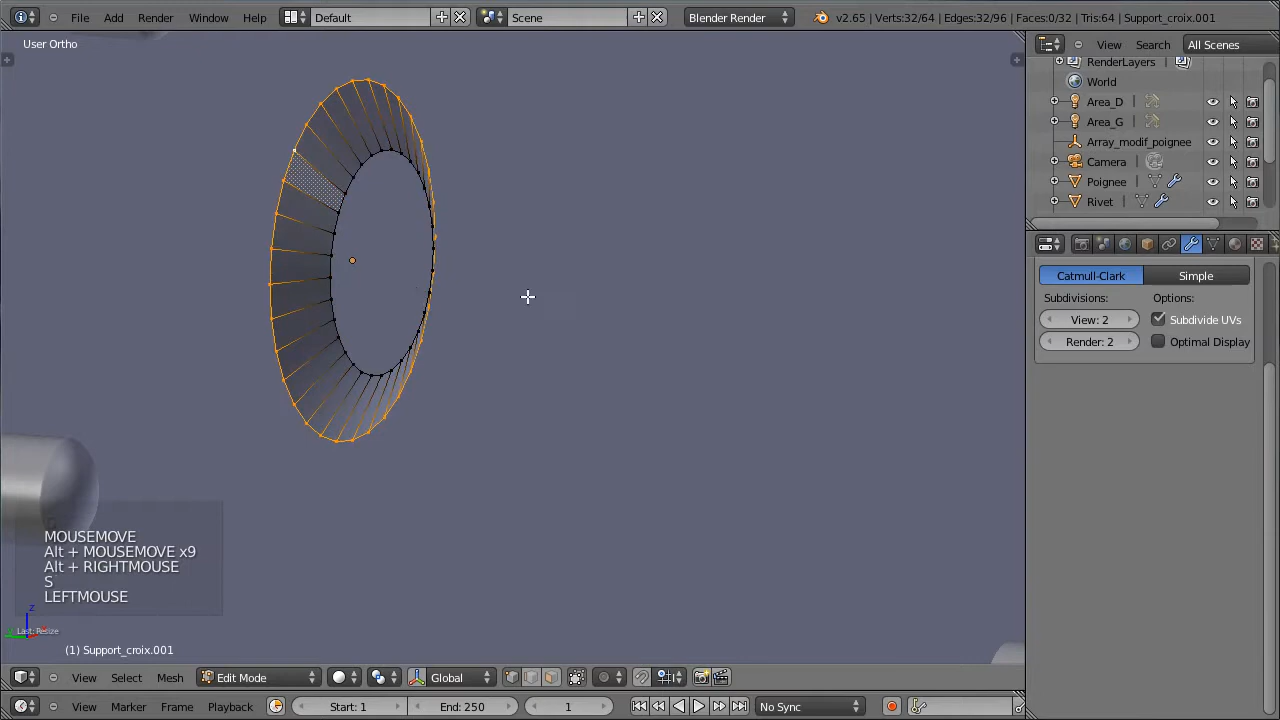 File Add Render Window Help Default Scene Blender Render v2.65 | Verts:32/64 | Edges:32/96 | Faces:0/32 | Tris:64 | Support_croix.001
User Ortho
View Search All Scenes
RenderLayers |
World
Area_D |
Area_G |
Array_modif_poignee
Camera |
Poignee |
Rivet |
Catmull-Clark Simple
Subdivisions: Options:
View: 2 Subdivide UVs
Render: 2 Optimal Display
MOUSEMOVE
Alt + MOUSEMOVE x9
Alt + RIGHTMOUSE
S
LEFTMOUSE
z
Last: Resize
(1) Support_croix.001
View Select Mesh Edit Mode Global
View Marker Frame Playback Start: 1 End: 250 1 No Sync